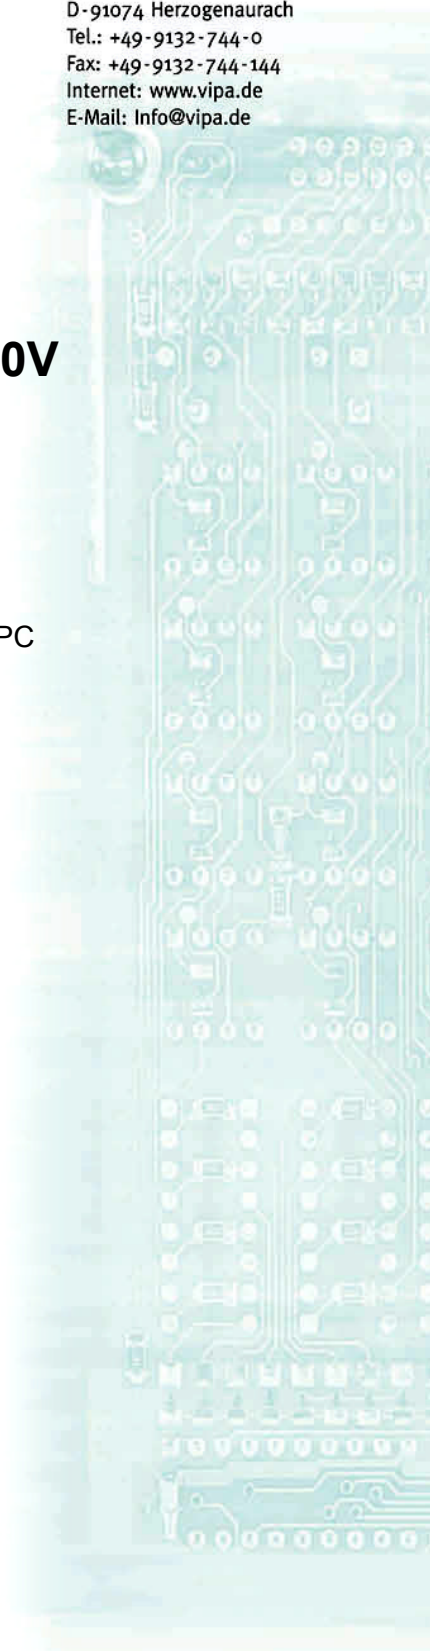 D-91074 Herzogenaurach
Tel.: +49-9132-744-0
Fax: +49-9132-744-144
Internet: www.vipa.de
E-Mail: Info@vipa.de
0V
PC